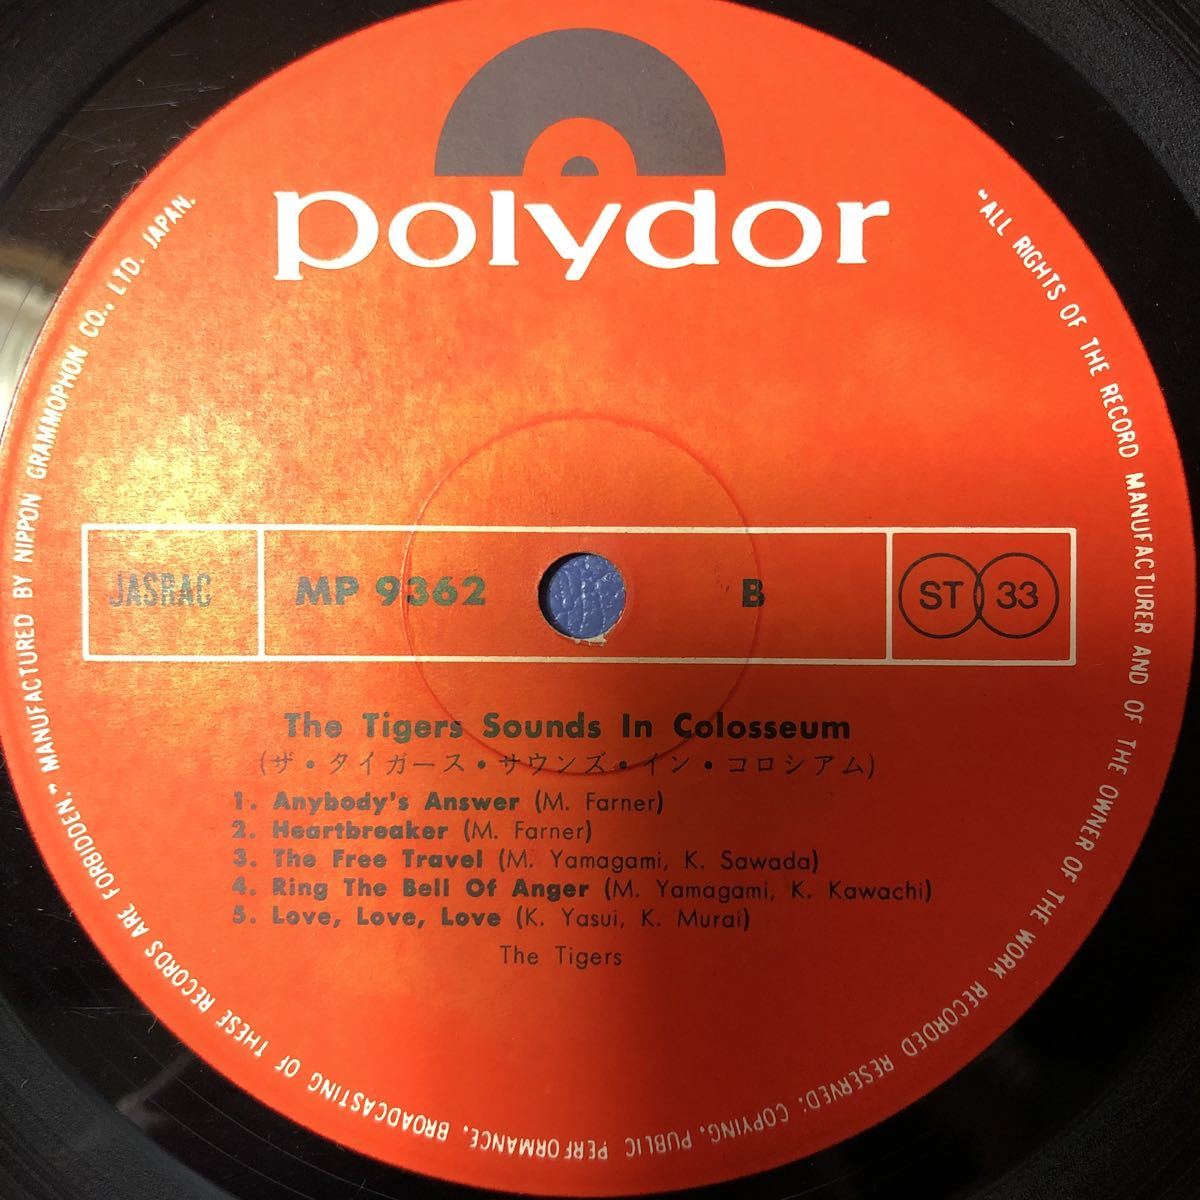 polydor
JASRAC MP 9362 B ST 33
The Tigers Sounds In Colosseum
(ザ・タイガース・サウンズ・イン・コロシアム)
1. Anybody's Answer (M. Farner)
2. Heartbreaker (M. Farner)
3. The Free Travel (M. Yamagami, K. Sawada)
4. Ring The Bell Of Anger (M. Yamagami, K. Kawachi)
5. Love, Love, Love (K. Yasui, K. Murai)
The Tigers
"ALL RIGHTS OF THE RECORD MANUFACTURER AND OF THE OWNER OF THE WORK RECORDED RESERVED; COPYING, PUBLIC PERFORMANCE, BROADCASTING OF THESE RECORDS ARE FORBIDDEN." MANUFACTURED BY NIPPON GRAMMOPHON CO., LTD. JAPAN.